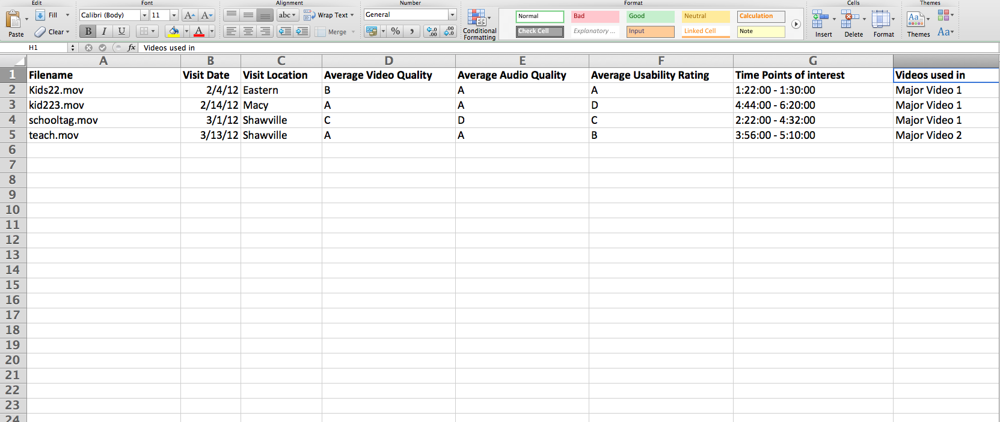 Edit Font Alignment Number Format Cells Themes
Fill Calibri (Body) 11 A A abc Wrap Text General Normal Bad Good Neutral Calculation
Paste Clear B I U A Merge % , .0 .00 .00 .0 Conditional Formatting Check Cell Explanatory ... Input Linked Cell Note Insert Delete Format Aa Themes Aa
H1 fx Videos used in
A B C D E F G
1 Filename Visit Date Visit Location Average Video Quality Average Audio Quality Average Usability Rating Time Points of interest Videos used in
2 Kids22.mov 2/4/12 Eastern B A A 1:22:00 - 1:30:00 Major Video 1
3 kid223.mov 2/14/12 Macy A A D 4:44:00 - 6:20:00 Major Video 1
4 schooltag.mov 3/1/12 Shawville C D C 2:22:00 - 4:32:00 Major Video 1
5 teach.mov 3/13/12 Shawville A A B 3:56:00 - 5:10:00 Major Video 2
6
7
8
9
10
11
12
13
14
15
16
17
18
19
20
21
22
23
24